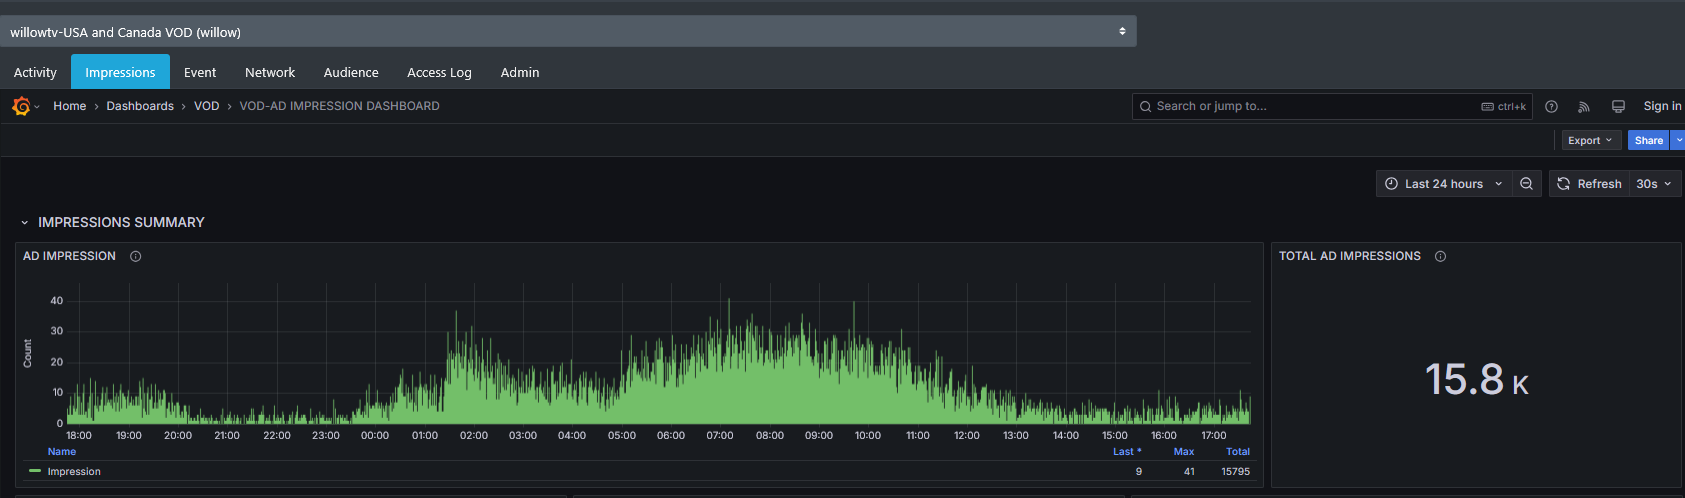 willowtv-USA and Canada VOD (willow)
Activity Impressions Event Network Audience Access Log Admin
Home › Dashboards › VOD › VOD-AD IMPRESSION DASHBOARD Search or jump to... ctrl+k Sign in
Export Share
Last 24 hours Refresh 30s
IMPRESSIONS SUMMARY
AD IMPRESSION
TOTAL AD IMPRESSIONS
Count
40
30
20
10
0
18:00 19:00 20:00 21:00 22:00 23:00 00:00 01:00 02:00 03:00 04:00 05:00 06:00 07:00 08:00 09:00 10:00 11:00 12:00 13:00 14:00 15:00 16:00 17:00
Name Last * Max Total
Impression 9 41 15795
15.8 K